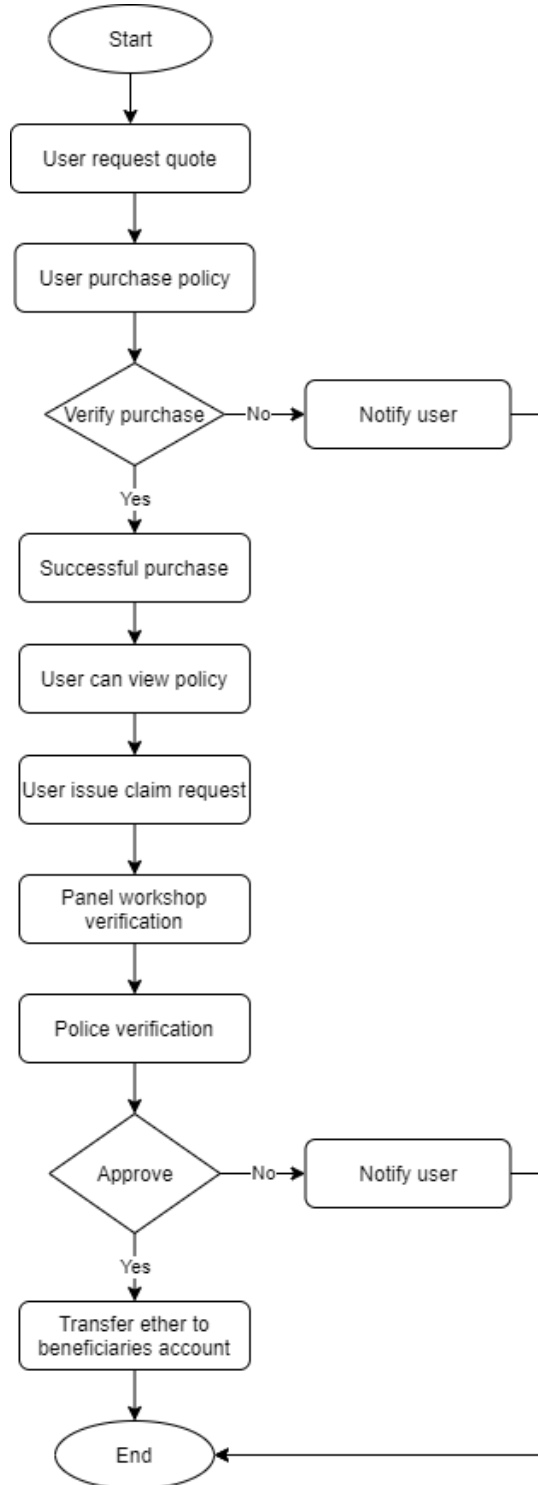 Start
User request quote
User purchase policy
Verify purchase
No
Notify user
Yes
Successful purchase
User can view policy
User issue claim request
Panel workshop
verification
Police verification
Approve
No
Notify user
Yes
Transfer ether to
beneficiaries account
End